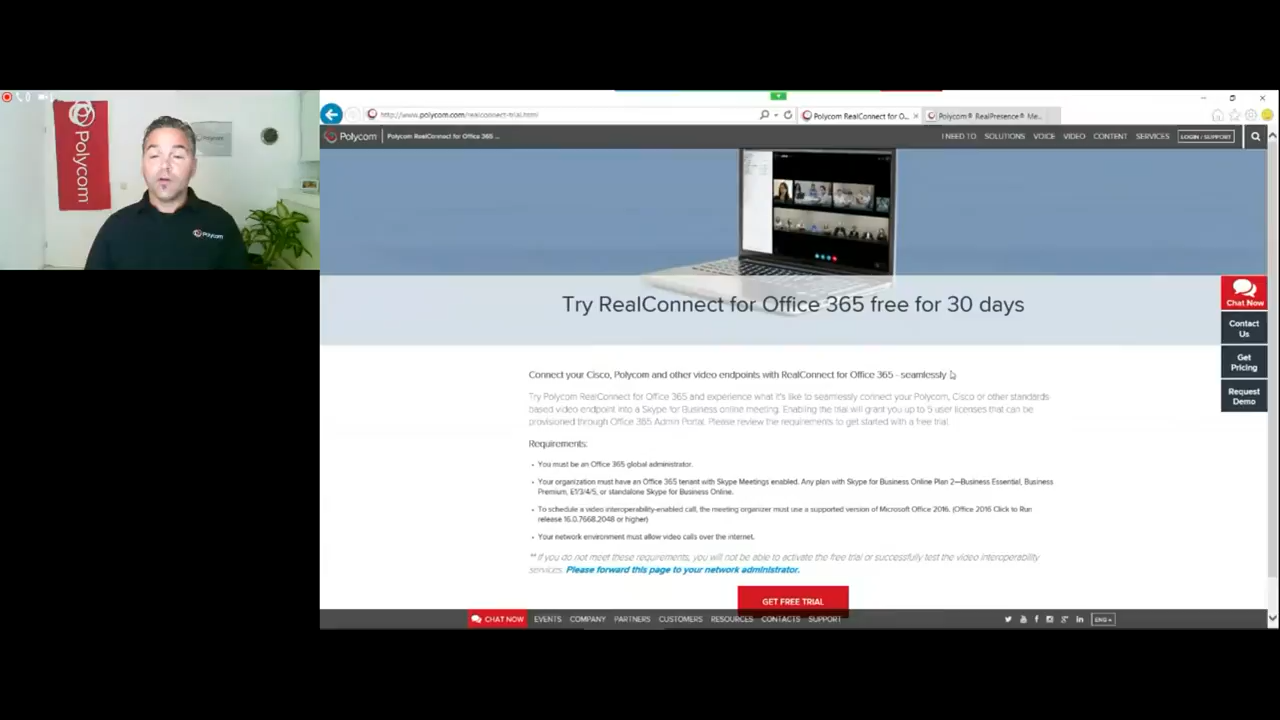 Polycom
Polycom
http://www.polycom.com/realconnect-trial.html
Polycom RealConnect for O...
Polycom® RealPresence® Me...
Polycom
Polycom RealConnect for Office 365 ...
I NEED TO
SOLUTIONS
VOICE
VIDEO
CONTENT
SERVICES
LOGIN / SUPPORT
Try RealConnect for Office 365 free for 30 days
Chat Now
Contact
Us
Get
Pricing
Request
Demo
Connect your Cisco, Polycom and other video endpoints with RealConnect for Office 365 - seamlessly
Try Polycom RealConnect for Office 365 and experience what it's like to seamlessly connect your Polycom, Cisco or other standards
based video endpoint into a Skype for Business online meeting. Enabling the trial will grant you up to 5 user licenses that can be
provisioned through Office 365 Admin Portal. Please review the requirements to get started with a free trial.
Requirements:
• You must be an Office 365 global administrator.
• Your organization must have an Office 365 tenant with Skype Meetings enabled. Any plan with Skype for Business Online Plan 2—Business Essential, Business
Premium, E1/3/4/5, or standalone Skype for Business Online.
• To schedule a video interoperability-enabled call, the meeting organizer must use a supported version of Microsoft Office 2016. (Office 2016 Click to Run
release 16.0.7668.2048 or higher)
• Your network environment must allow video calls over the internet.
** If you do not meet these requirements, you will not be able to activate the free trial or successfully test the video interoperability
services. Please forward this page to your network administrator.
GET FREE TRIAL
CHAT NOW
EVENTS
COMPANY
PARTNERS
CUSTOMERS
RESOURCES
CONTACTS
SUPPORT
ENG